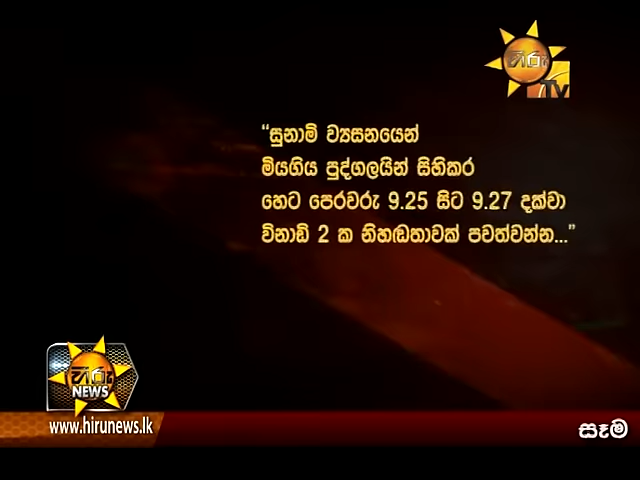 හිරු
TV
“සුනාමි ව්‍යසනයෙන්
මියගිය පුද්ගලයින් සිහිකර
හෙට පෙරවරු 9.25 සිට 9.27 දක්වා
විනාඩි 2 ක නිහඬතාවක් පවත්වන්න...”
හිරු
NEWS
www.hirunews.lk
සෑම